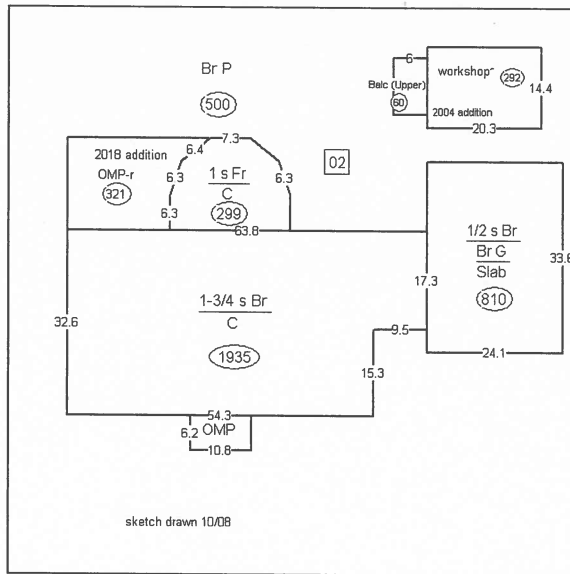 Br P
500
6
workshop
292
Balc (Upper)
60
14.4
2004 addition
20.3
7.3
2018 addition
6.4
OMP-r
321
6.3
1 s Fr
C
6.3
02
6.3
299
63.8
1/2 s Br
Br G
Slab
810
33.6
17.3
32.6
1-3/4 s Br
C
1935
9.5
24.1
15.3
54.3
6.2
OMP
10.8
sketch drawn 10/08